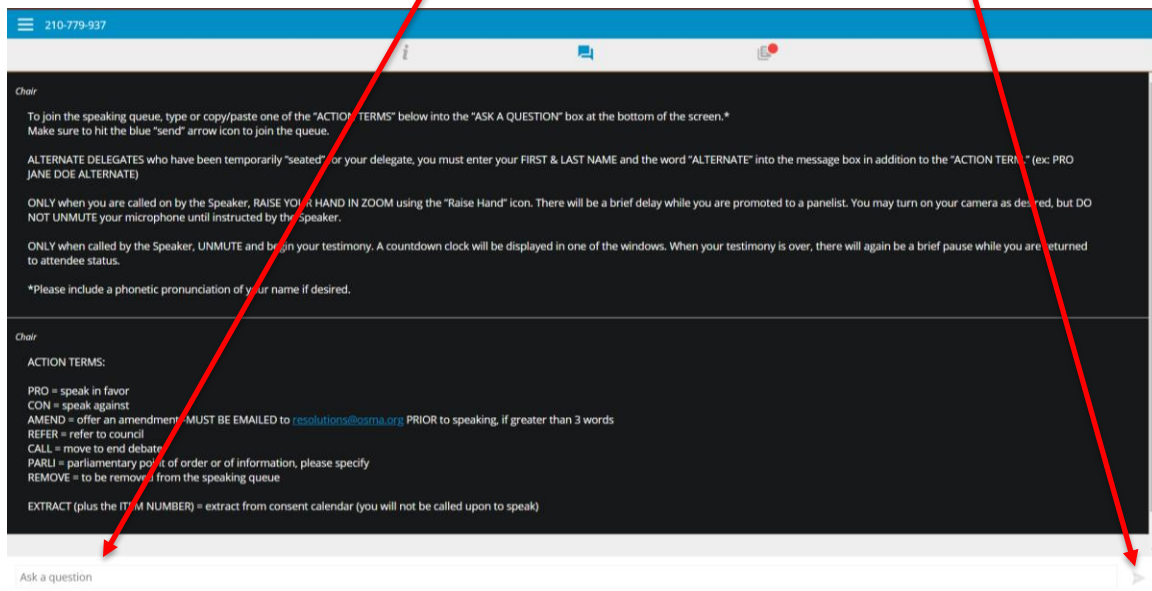 210-779-937
Chair
To join the speaking queue, type or copy/paste one of the "ACTION TERMS" below into the "ASK A QUESTION" box at the bottom of the screen.*
Make sure to hit the blue "send" arrow icon to join the queue.
ALTERNATE DELEGATES who have been temporarily "seated" for your delegate, you must enter your FIRST & LAST NAME and the word "ALTERNATE" into the message box in addition to the "ACTION TERM." (ex: PRO
JANE DOE ALTERNATE)
ONLY when you are called on by the Speaker, RAISE YOUR HAND IN ZOOM using the "Raise Hand" icon. There will be a brief delay while you are promoted to a panelist. You may turn on your camera as desired, but DO
NOT UNMUTE your microphone until instructed by the Speaker.
ONLY when called by the Speaker, UNMUTE and begin your testimony. A countdown clock will be displayed in one of the windows. When your testimony is over, there will again be a brief pause while you are returned
to attendee status.
*Please include a phonetic pronunciation of your name if desired.
Chair
ACTION TERMS:
PRO = speak in favor
CON = speak against
AMEND = offer an amendment -MUST BE EMAILED to resolutions@osma.org PRIOR to speaking, if greater than 3 words
REFER = refer to council
CALL = move to end debate
PARLI = parliamentary point of order or of information, please specify
REMOVE = to be removed from the speaking queue
EXTRACT (plus the ITEM NUMBER) = extract from consent calendar (you will not be called upon to speak)
Ask a question